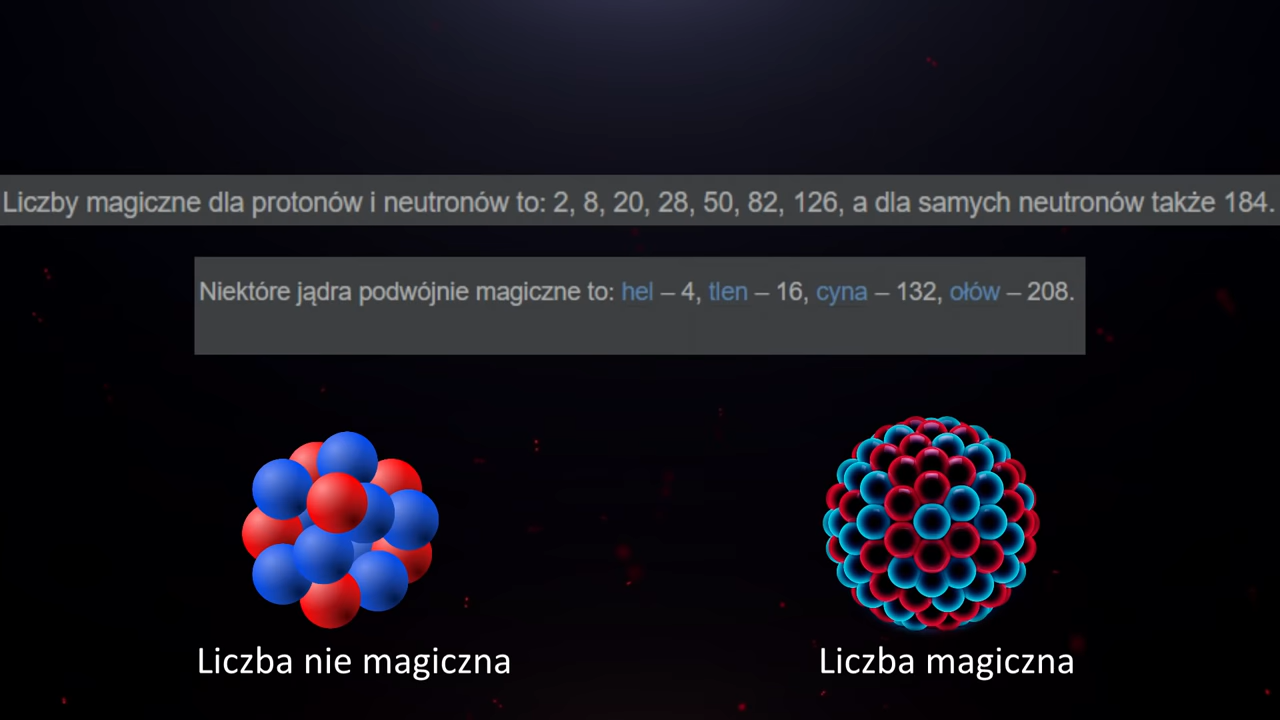 Liczby magiczne dla protonów i neutronów to: 2, 8, 20, 28, 50, 82, 126, a dla samych neutronów także 184.
Niektóre jądra podwójnie magiczne to: hel – 4, tlen – 16, cyna – 132, ołów – 208.
Liczba nie magiczna
Liczba magiczna